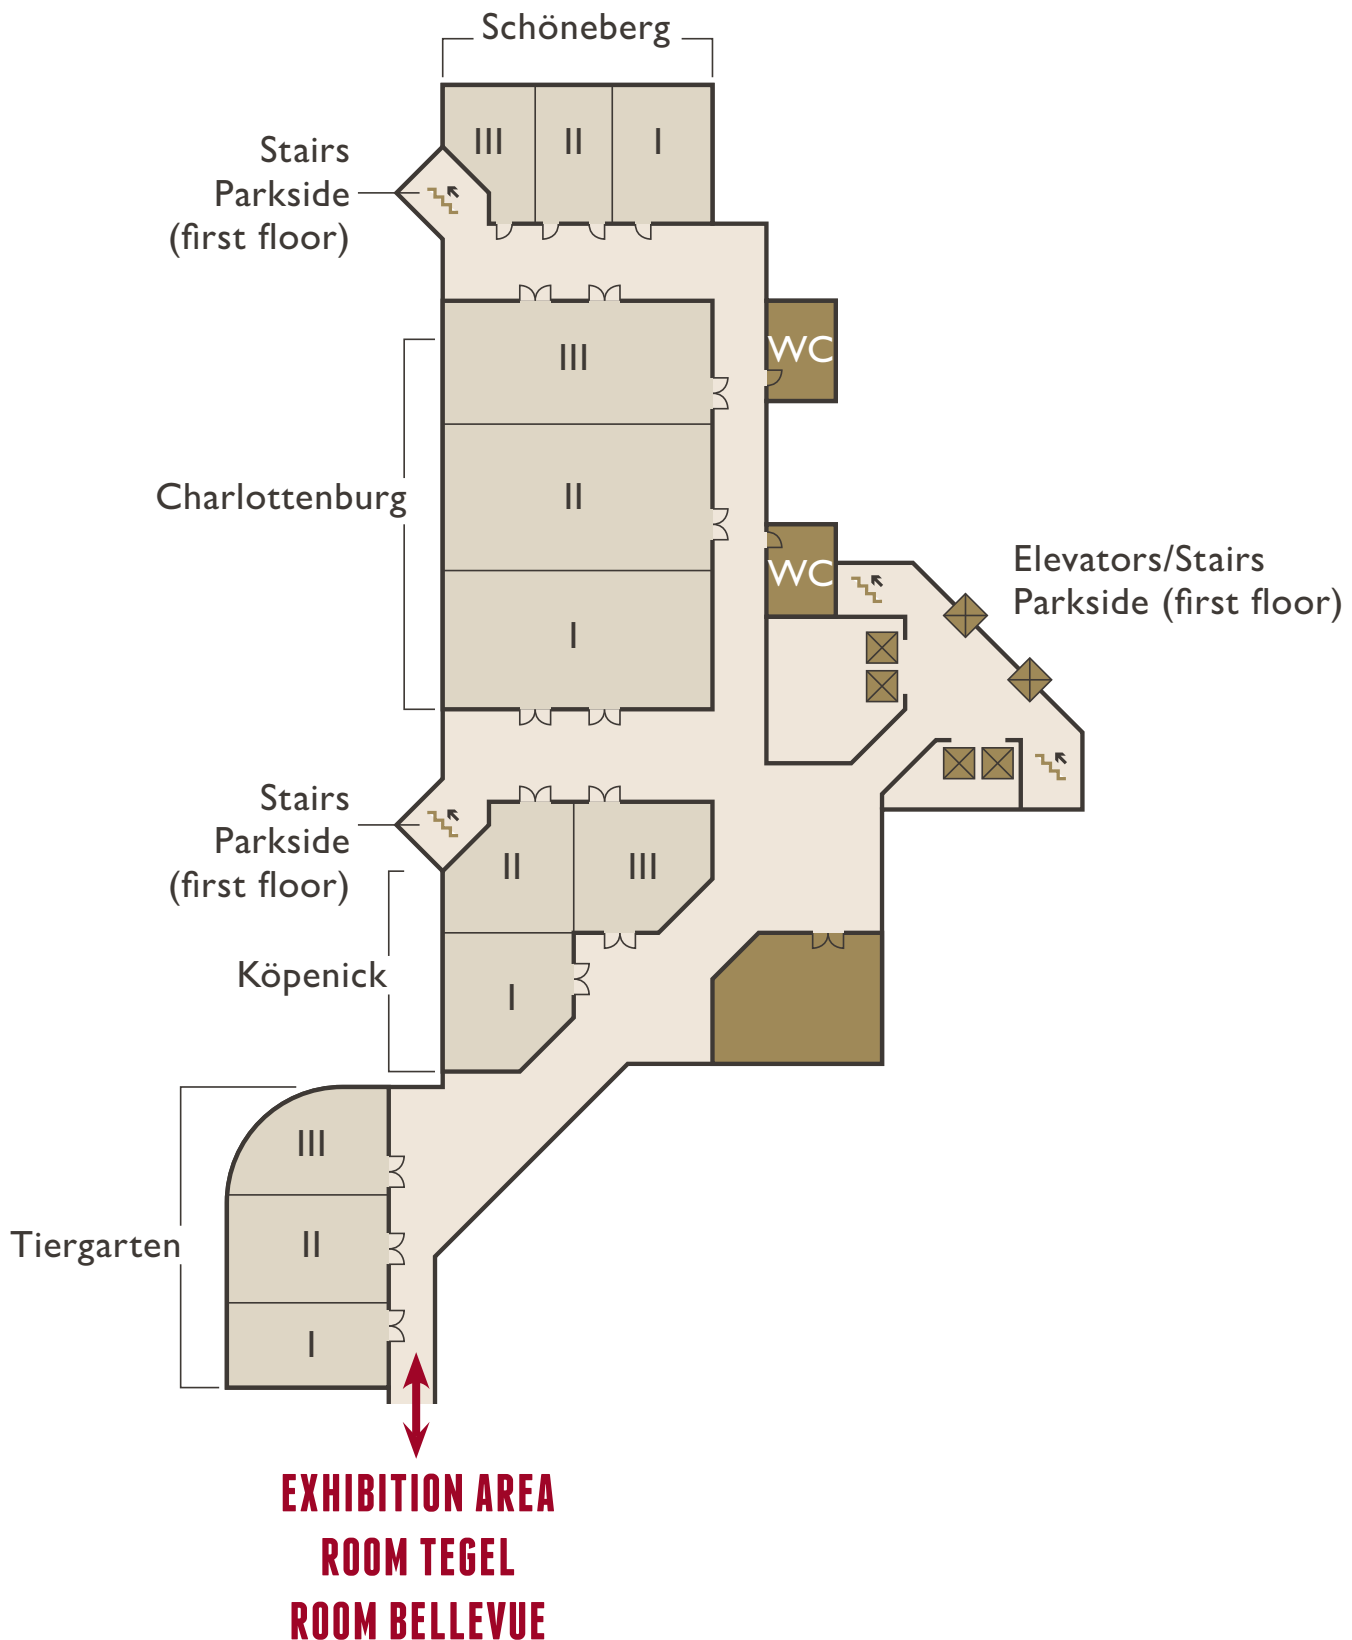 Schöneberg
Stairs
Parkside
(first floor)
III
II
I
WC
III
Charlottenburg
II
I
WC
Elevators/Stairs
Parkside (first floor)
Stairs
Parkside
(first floor)
II
III
Köpenick
I
III
Tiergarten
II
I
EXHIBITION AREA
ROOM TEGEL
ROOM BELLEVUE